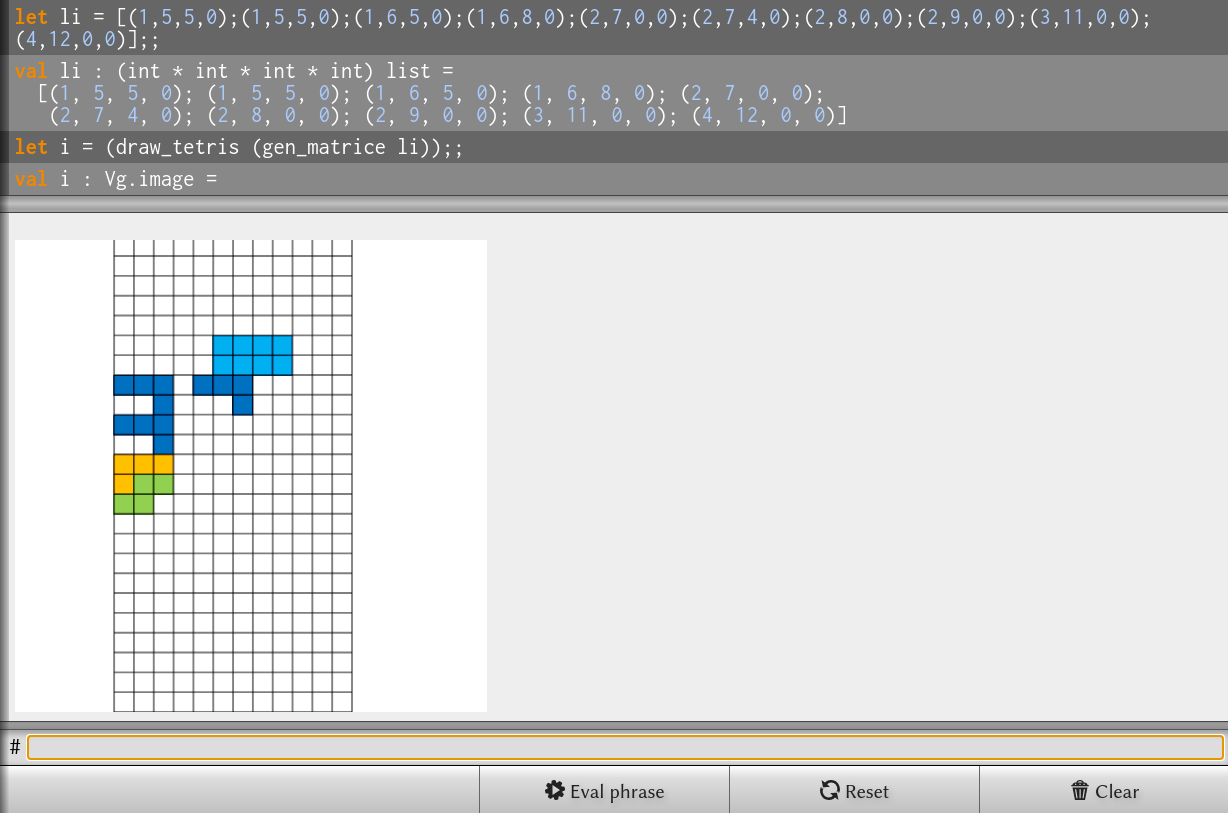 let li = [(1,5,5,0);(1,5,5,0);(1,6,5,0);(1,6,8,0);(2,7,0,0);(2,7,4,0);(2,8,0,0);(2,9,0,0);(3,11,0,0);
(4,12,0,0)];;
val li : (int * int * int * int) list =
[(1, 5, 5, 0); (1, 5, 5, 0); (1, 6, 5, 0); (1, 6, 8, 0); (2, 7, 0, 0);
(2, 7, 4, 0); (2, 8, 0, 0); (2, 9, 0, 0); (3, 11, 0, 0); (4, 12, 0, 0)]
let i = (draw_tetris (gen_matrice li));;
val i : Vg.image =
#
Eval phrase
Reset
Clear